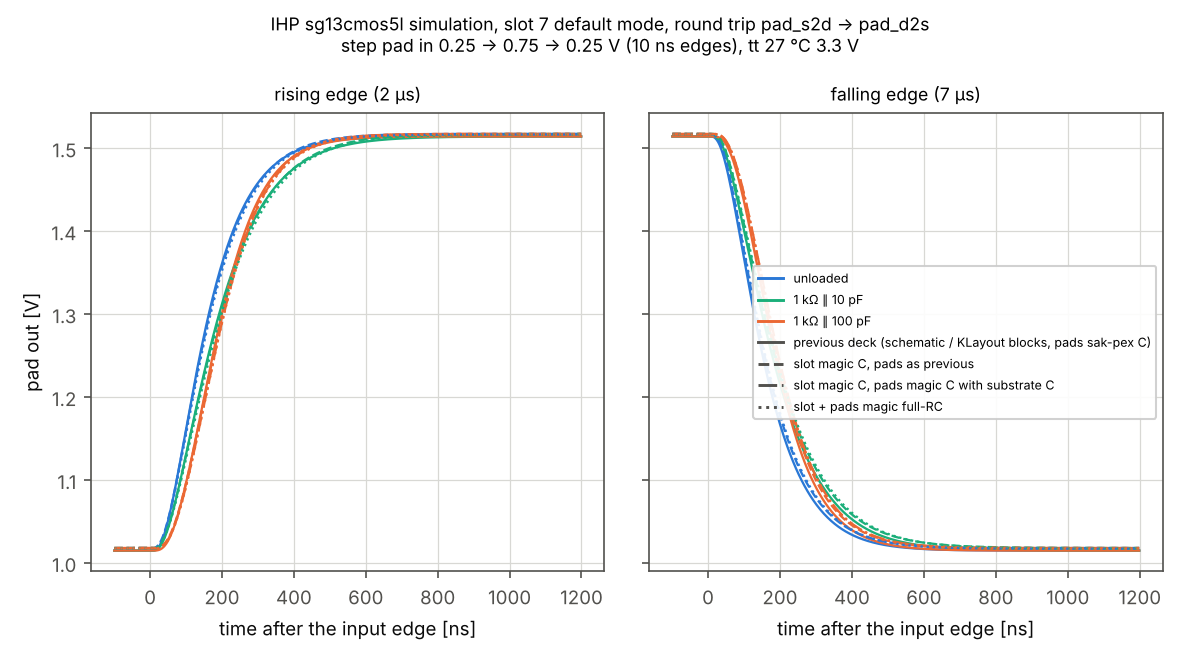 IHP sg13cmos5l simulation, slot 7 default mode, round trip pad_s2d → pad_d2s
step pad in 0.25 → 0.75 → 0.25 V (10 ns edges), tt 27 °C 3.3 V
rising edge (2 µs)
falling edge (7 µs)
pad out [V]
1.5
1.4
1.3
1.2
1.1
1.0
unloaded
1 kΩ ∥ 10 pF
1 kΩ ∥ 100 pF
previous deck (schematic / KLayout blocks, pads sak-pex C)
slot magic C, pads as previous
slot magic C, pads magic C with substrate C
slot + pads magic full-RC
0 200 400 600 800 1000 1200
0 200 400 600 800 1000 1200
time after the input edge [ns]
time after the input edge [ns]